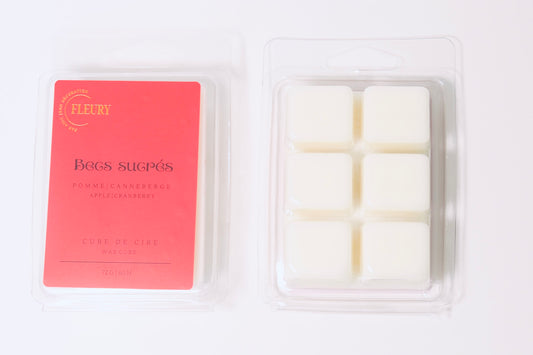 FLEURY
Becs sucrés
POMME|CANNEBERGE
APPLE|CRANBERRY
CUBE DE CIRE
WAX CUBE